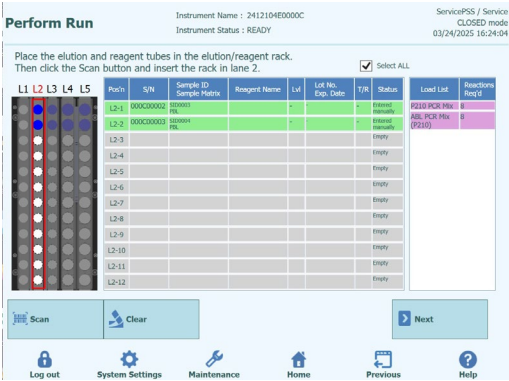 Perform Run
Instrument Name : 2412104E0000C
Instrument Status : READY
ServicePSS / Service
CLOSED mode
03/24/2025 16:24:04
Place the elution and reagent tubes in the elution/reagent rack.
Then click the Scan button and insert the rack in lane 2.
Select ALL
L1 L2 L3 L4 L5
Pos'n S/N Sample ID Sample Matrix Reagent Name Lvl Lot No. Exp. Date T/R Status
L2-1 000C00002 SID0003 PBL - - - Entered manually
L2-2 000C00003 SID0004 PBL - - - Entered manually
L2-3 Empty
L2-4 Empty
L2-5 Empty
L2-6 Empty
L2-7 Empty
L2-8 Empty
L2-9 Empty
L2-10 Empty
L2-11 Empty
L2-12 Empty
Load List Reactions Req'd
P210 PCR Mix 8
ABL PCR Mix (P210) 8
Scan
Clear
Next
Log out
System Settings
Maintenance
Home
Previous
Help